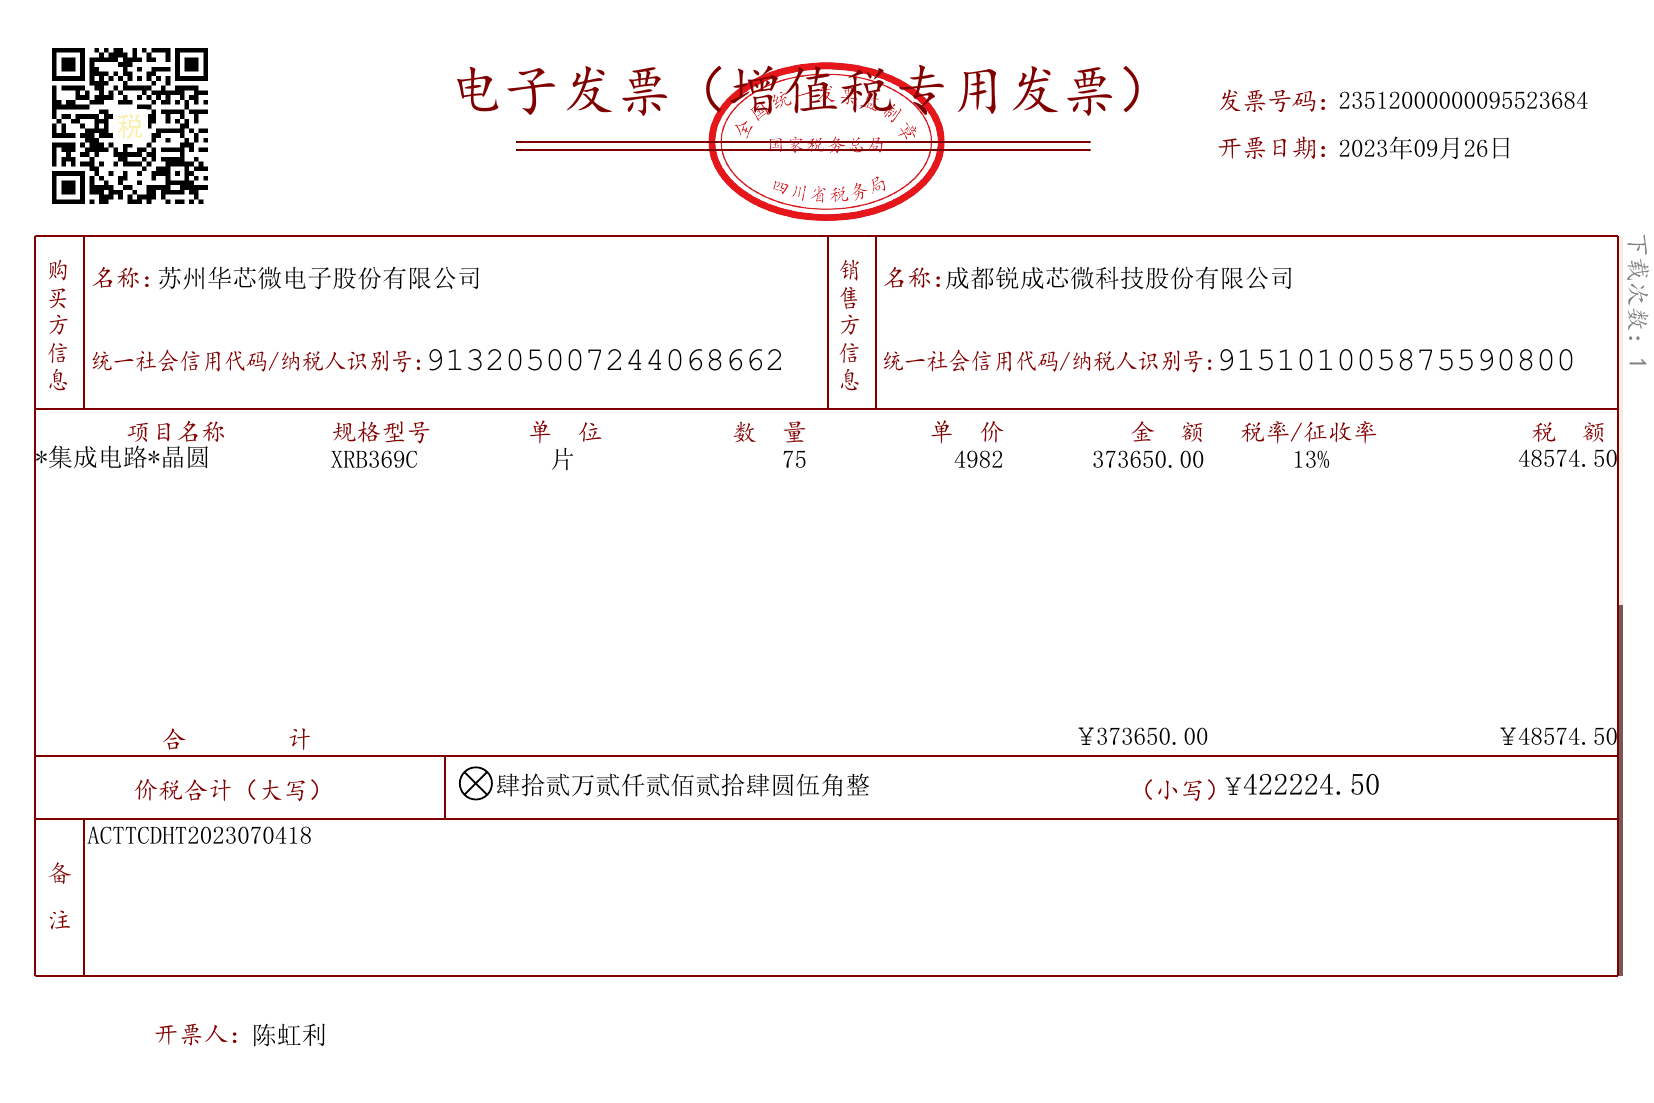 电子发票（增值税专用发票）
全国统一发票监制章
国家税务总局
四川省税务局
税
发票号码：23512000000095523684
开票日期：2023年09月26日
下载次数：1
购买方信息
名称：苏州华芯微电子股份有限公司
统一社会信用代码/纳税人识别号：913205007244068662
销售方信息
名称：成都锐成芯微科技股份有限公司
统一社会信用代码/纳税人识别号：915101005875590800
项目名称 规格型号 单 位 数 量 单 价 金 额 税率/征收率 税 额
*集成电路*晶圆 XRB369C 片 75 4982 373650.00 13% 48574.50
合 计 ¥373650.00 ¥48574.50
价税合计（大写） 肆拾贰万贰仟贰佰贰拾肆圆伍角整 （小写）¥422224.50
备注
ACTTCDHT2023070418
开票人：陈虹利